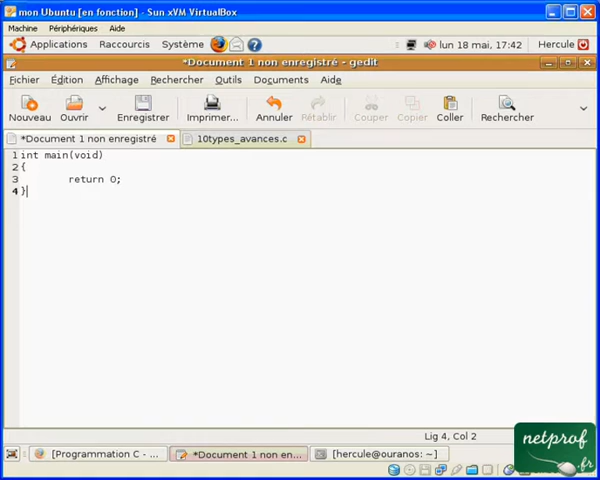 mon Ubuntu [en fonction] - Sun xVM VirtualBox
Machine Périphériques Aide
Applications Raccourcis Système ? lun 18 mai, 17:42 Hercule
*Document 1 non enregistré - gedit
Fichier Édition Affichage Rechercher Outils Documents Aide
Nouveau Ouvrir Enregistrer Imprimer... Annuler Rétablir Couper Copier Coller Rechercher
*Document 1 non enregistré 10types_avances.c
1 int main(void)
2 {
3 return 0;
4 }
Lig 4, Col 2
[Programmation C - ... *Document 1 non en... [hercule@ouranos: ~]
netprof
.fr